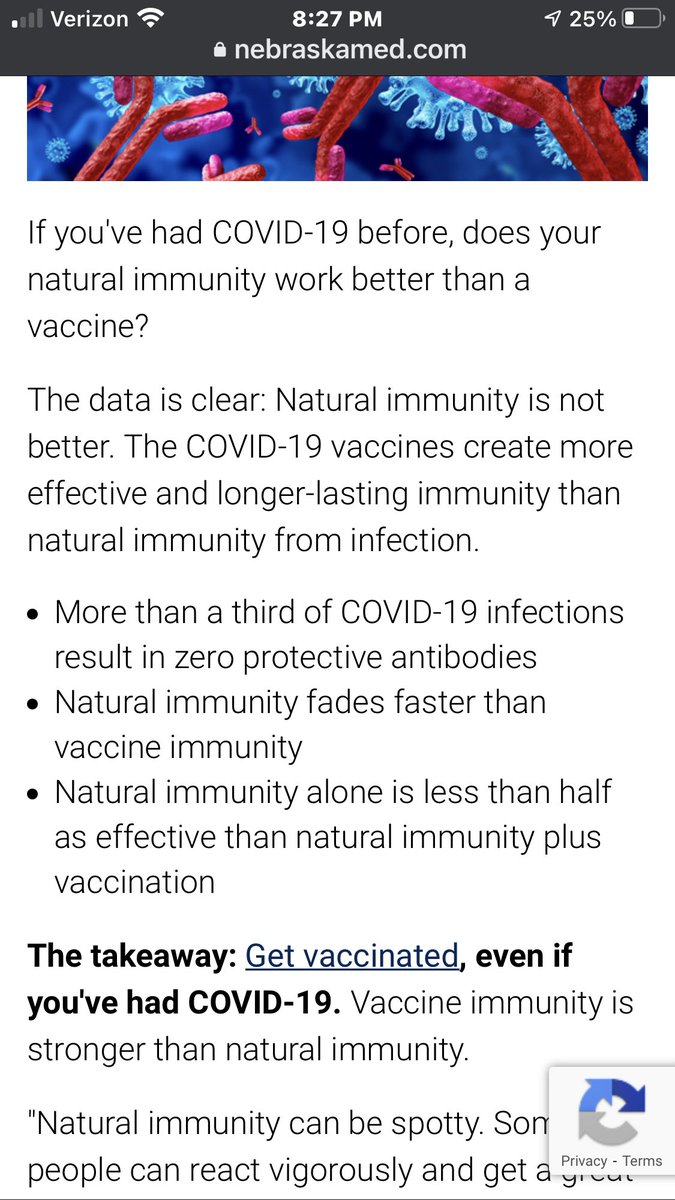 Verizon 8:27 PM 25%
nebraskamed.com
If you've had COVID-19 before, does your
natural immunity work better than a
vaccine?
The data is clear: Natural immunity is not
better. The COVID-19 vaccines create more
effective and longer-lasting immunity than
natural immunity from infection.
• More than a third of COVID-19 infections
result in zero protective antibodies
• Natural immunity fades faster than
vaccine immunity
• Natural immunity alone is less than half
as effective than natural immunity plus
vaccination
The takeaway: Get vaccinated, even if
you've had COVID-19. Vaccine immunity is
stronger than natural immunity.
"Natural immunity can be spotty. Som
people can react vigorously and get a great
Privacy - Terms